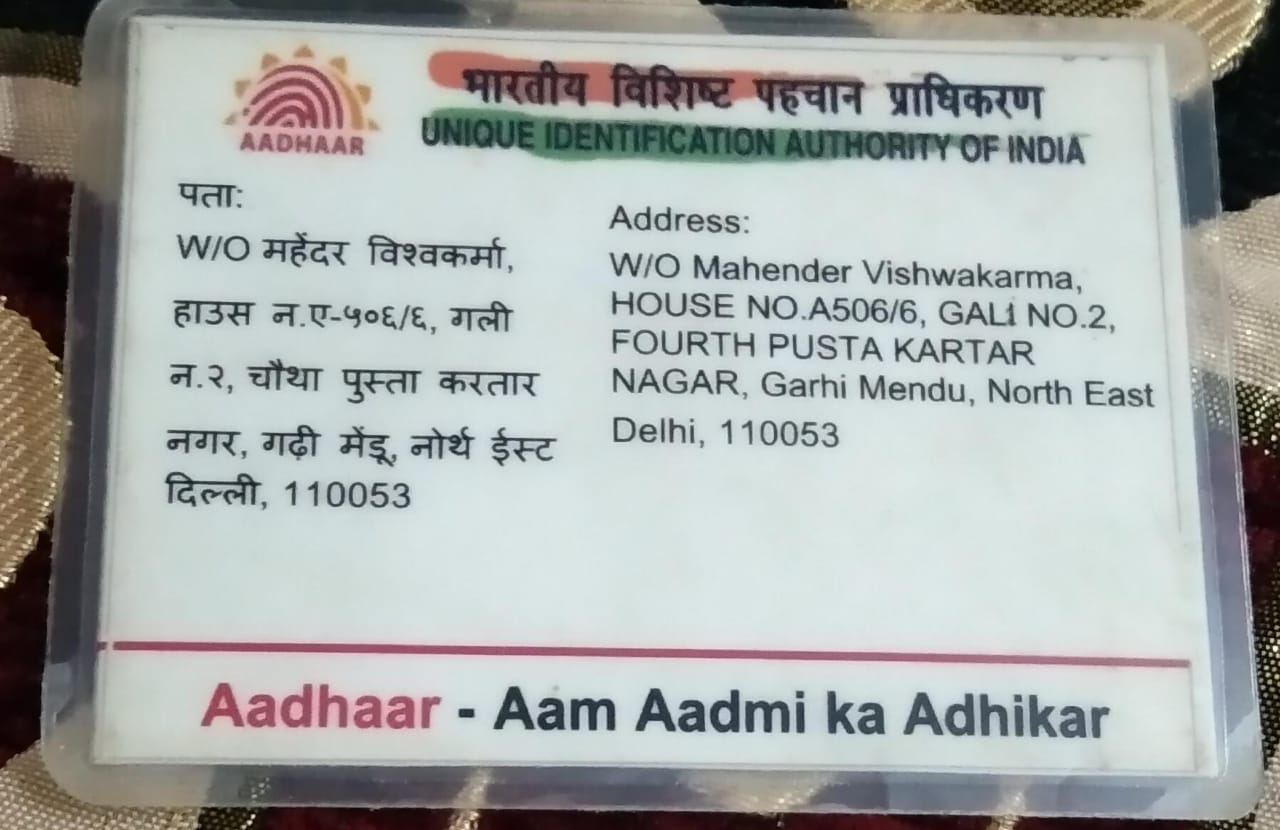 AADHAAR
भारतीय विशिष्ट पहचान प्राधिकरण
UNIQUE IDENTIFICATION AUTHORITY OF INDIA
पता:
W/O महेंदर विश्वकर्मा,
हाउस न.ए-५०६/६, गली
न.२, चौथा पुस्ता करतार
नगर, गढ़ी मेंडू, नोर्थ ईस्ट
दिल्ली, 110053
Address:
W/O Mahender Vishwakarma,
HOUSE NO.A506/6, GALI NO.2,
FOURTH PUSTA KARTAR
NAGAR, Garhi Mendu, North East
Delhi, 110053
Aadhaar - Aam Aadmi ka Adhikar